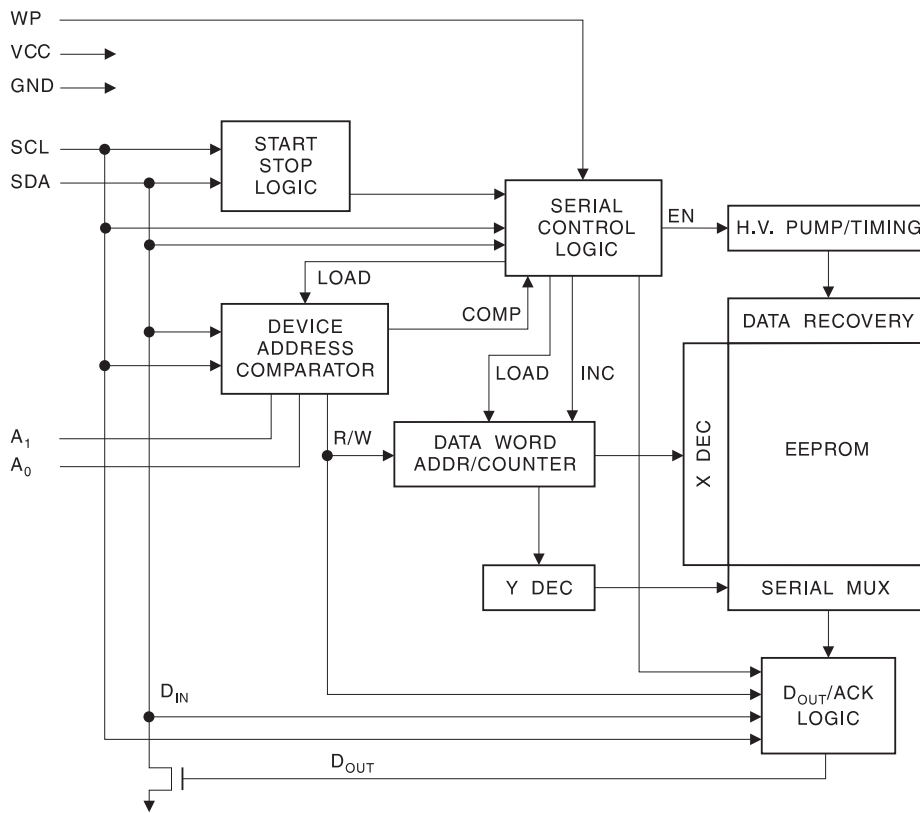 WP
VCC
GND
SCL
SDA
START
STOP
LOGIC
SERIAL
CONTROL
LOGIC
EN
H.V. PUMP/TIMING
LOAD
COMP
DATA RECOVERY
DEVICE
ADDRESS
COMPARATOR
LOAD
INC
A1
A0
R/W
DATA WORD
ADDR/COUNTER
X DEC
EEPROM
Y DEC
SERIAL MUX
DIN
DOUT/ACK
LOGIC
DOUT